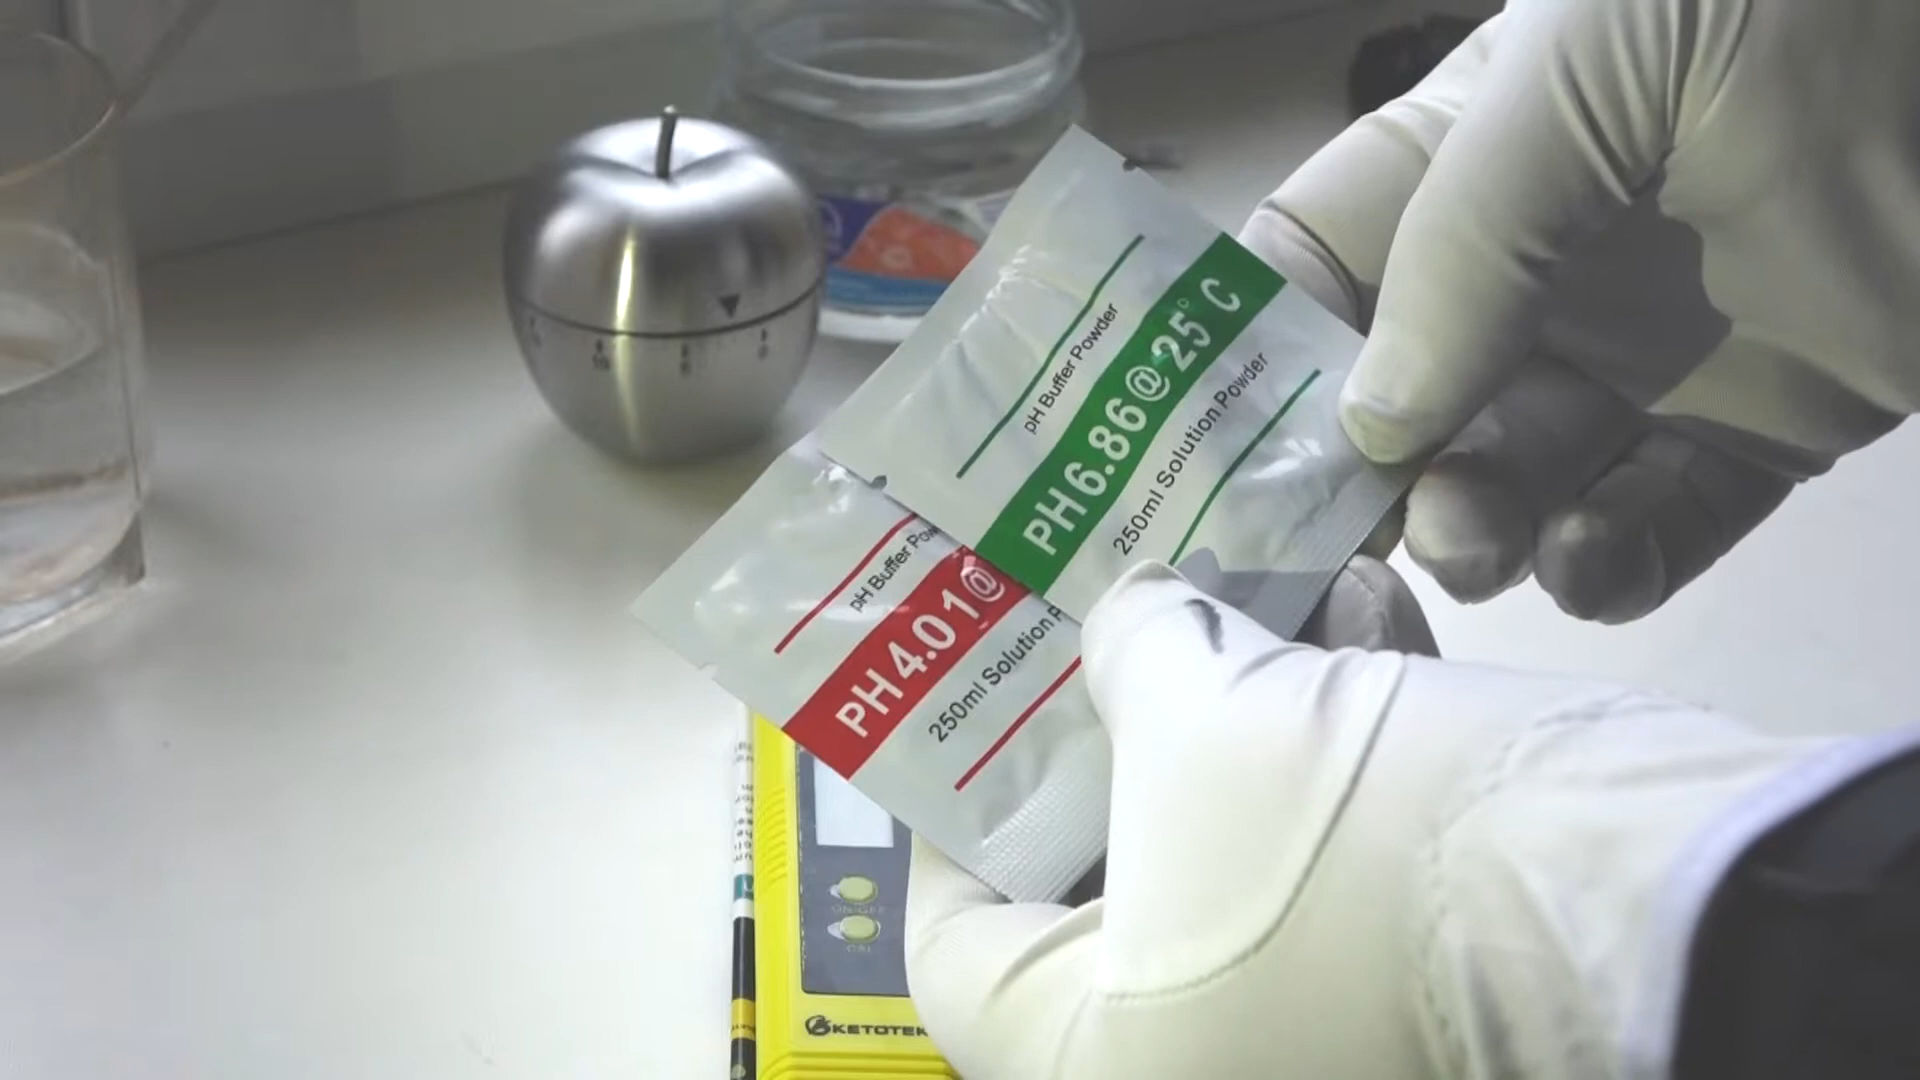 pH Buffer Powder
PH6.86@25°C
250ml Solution Powder
pH Buffer Pow
PH4.01@
250ml Solution P
ON/OFF
CAL
KETOTEK